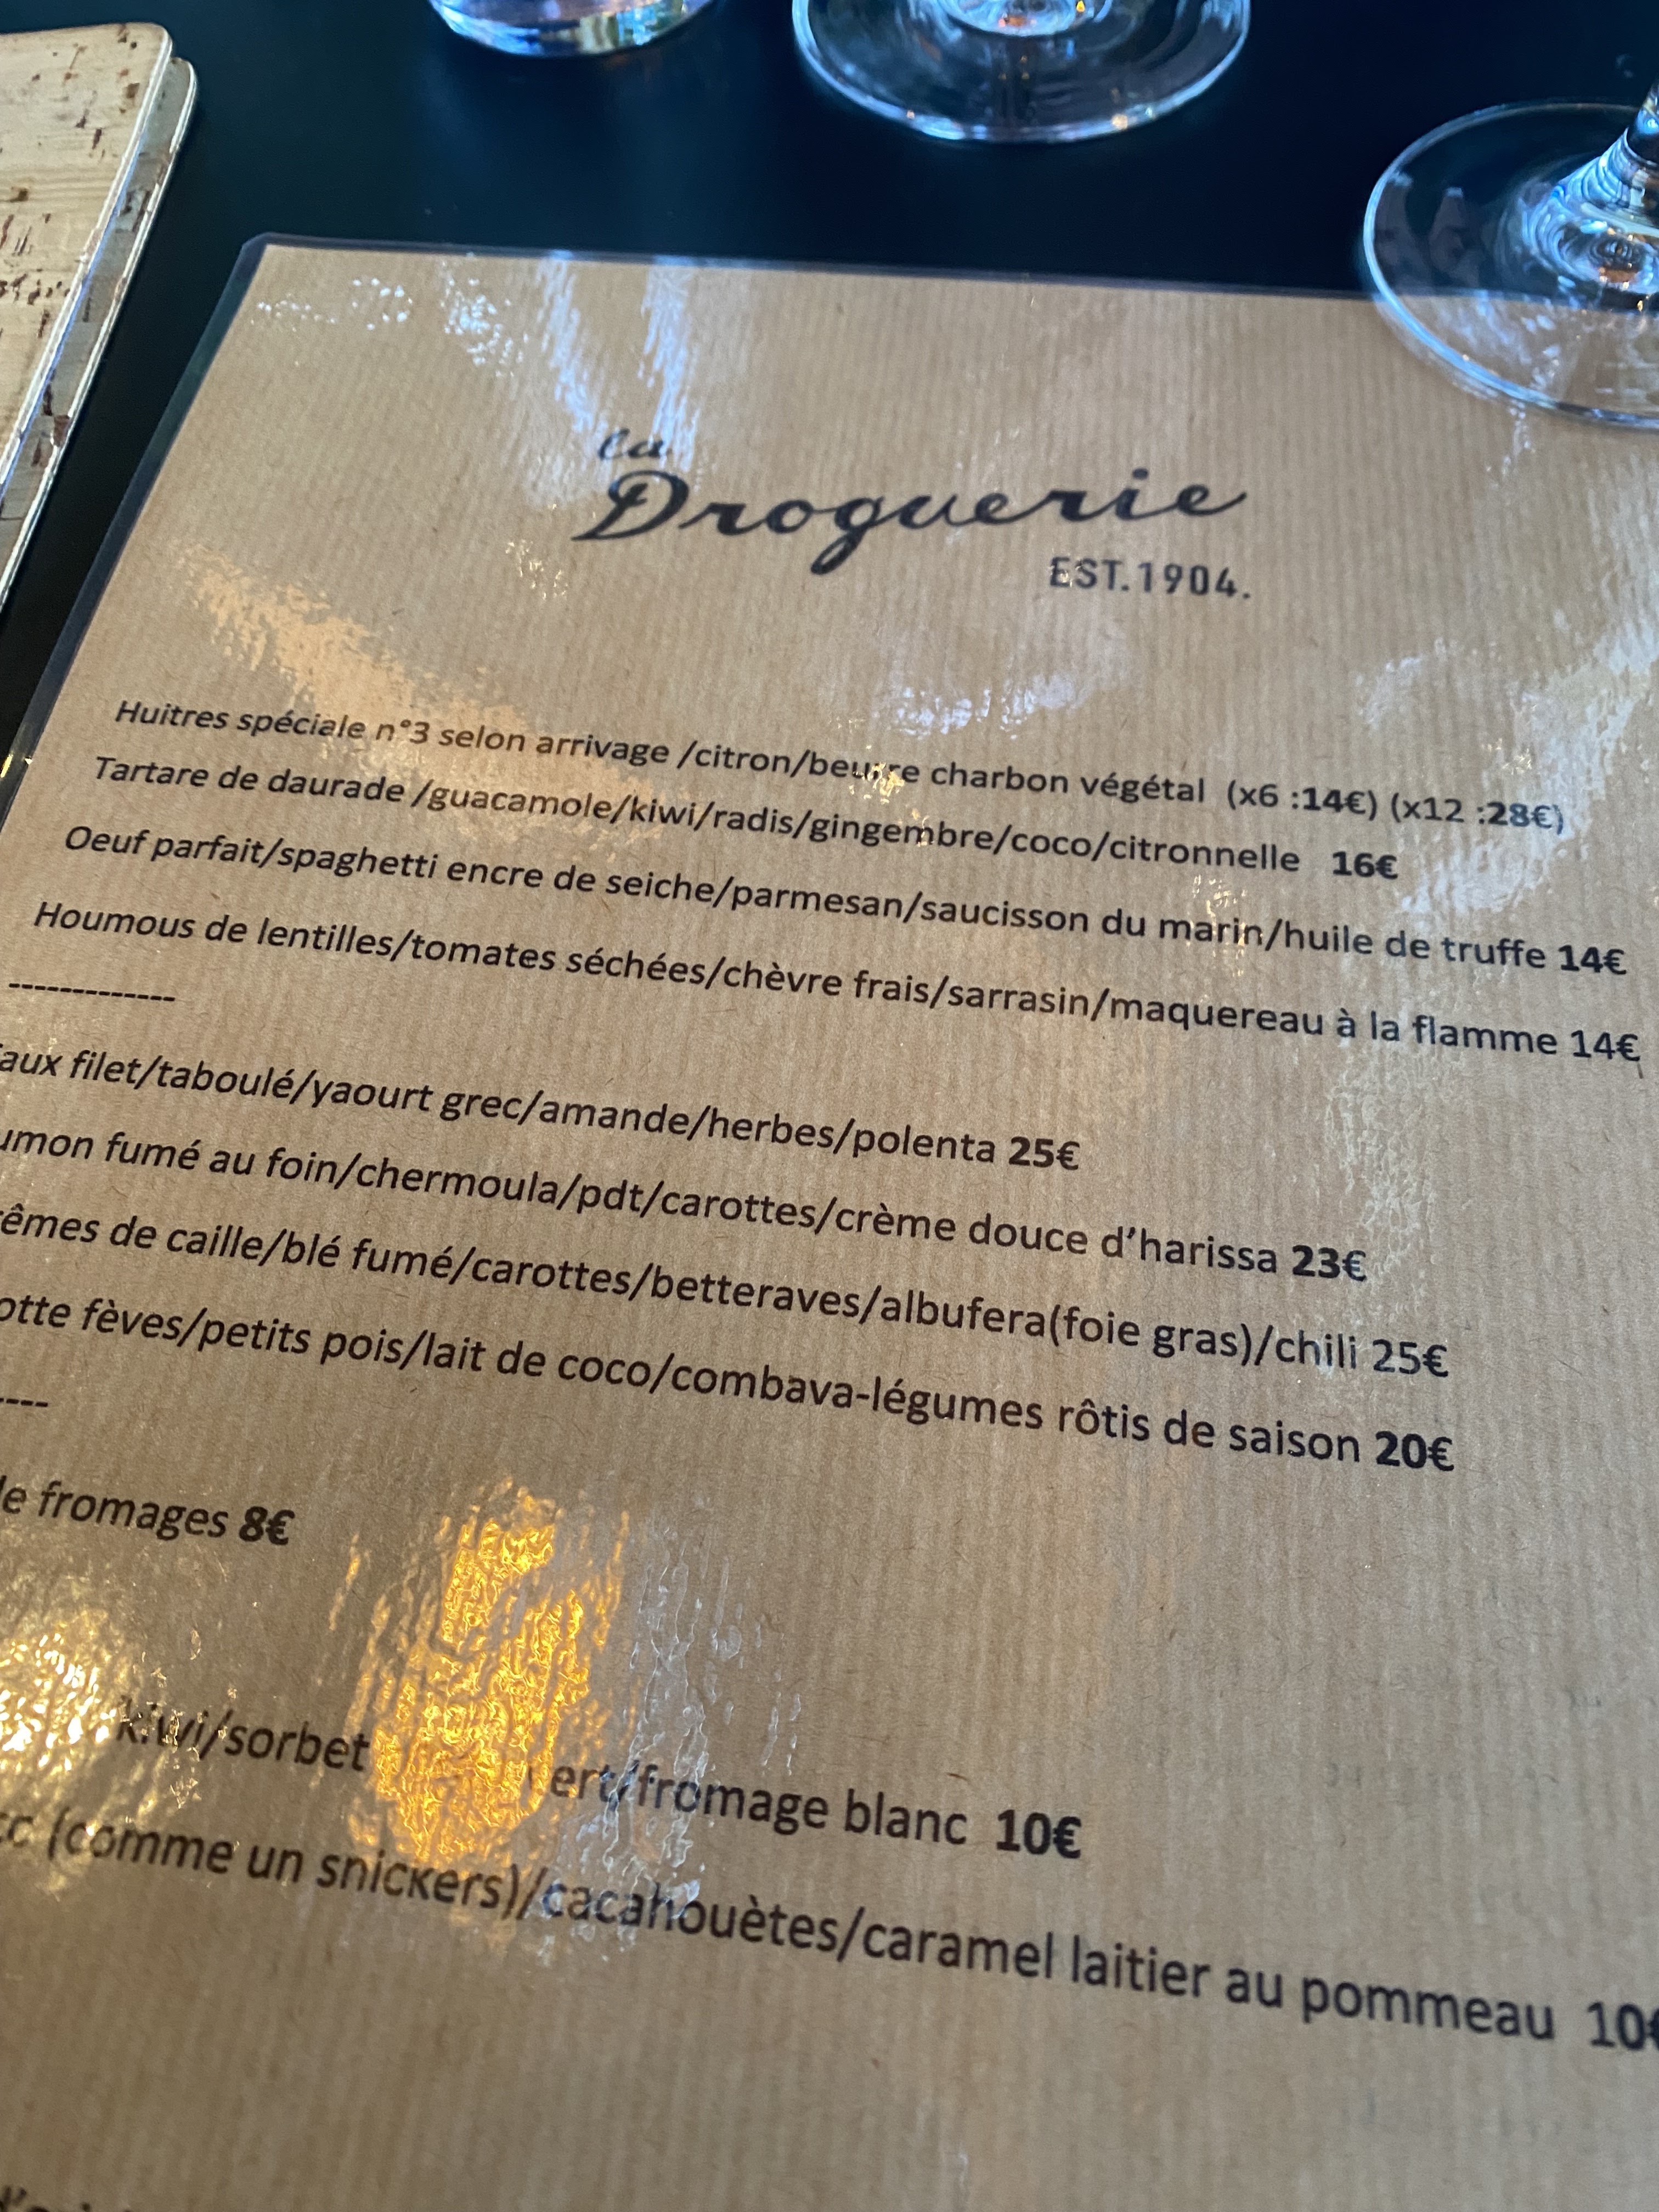 la
Droguerie
EST.1904.
Huitres spéciale n°3 selon arrivage /citron/beurre charbon végétal (x6 :14€) (x12 :28€)
Tartare de daurade /guacamole/kiwi/radis/gingembre/coco/citronnelle 16€
Oeuf parfait/spaghetti encre de seiche/parmesan/saucisson du marin/huile de truffe 14€
Houmous de lentilles/tomates séchées/chèvre frais/sarrasin/maquereau à la flamme 14€
-------------
aux filet/taboulé/yaourt grec/amande/herbes/polenta 25€
umon fumé au foin/chermoula/pdt/carottes/crème douce d'harissa 23€
rêmes de caille/blé fumé/carottes/betteraves/albufera(foie gras)/chili 25€
otte fèves/petits pois/lait de coco/combava-légumes rôtis de saison 20€
----
de fromages 8€
kiwi/sorbet ert/fromage blanc 10€
(comme un snickers)/cacahouètes/caramel laitier au pommeau 10€